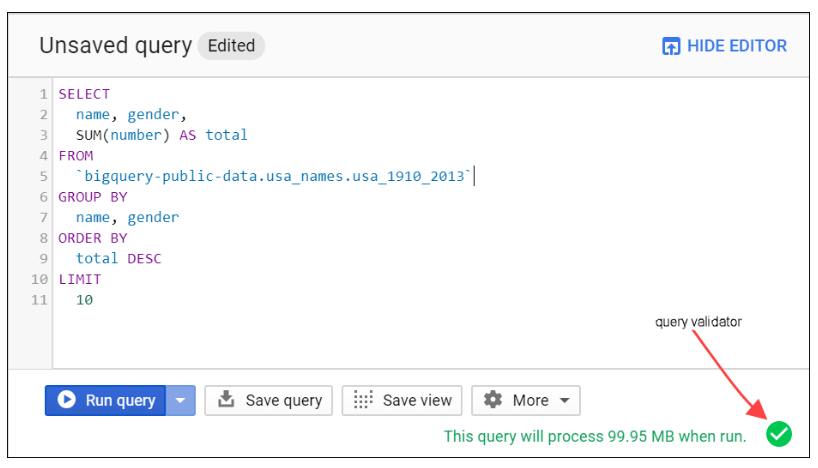 Unsaved query Edited HIDE EDITOR
1 SELECT
2 name, gender,
3 SUM(number) AS total
4 FROM
5 `bigquery-public-data.usa_names.usa_1910_2013`
6 GROUP BY
7 name, gender
8 ORDER BY
9 total DESC
10 LIMIT
11 10
query validator
Run query Save query Save view More
This query will process 99.95 MB when run.